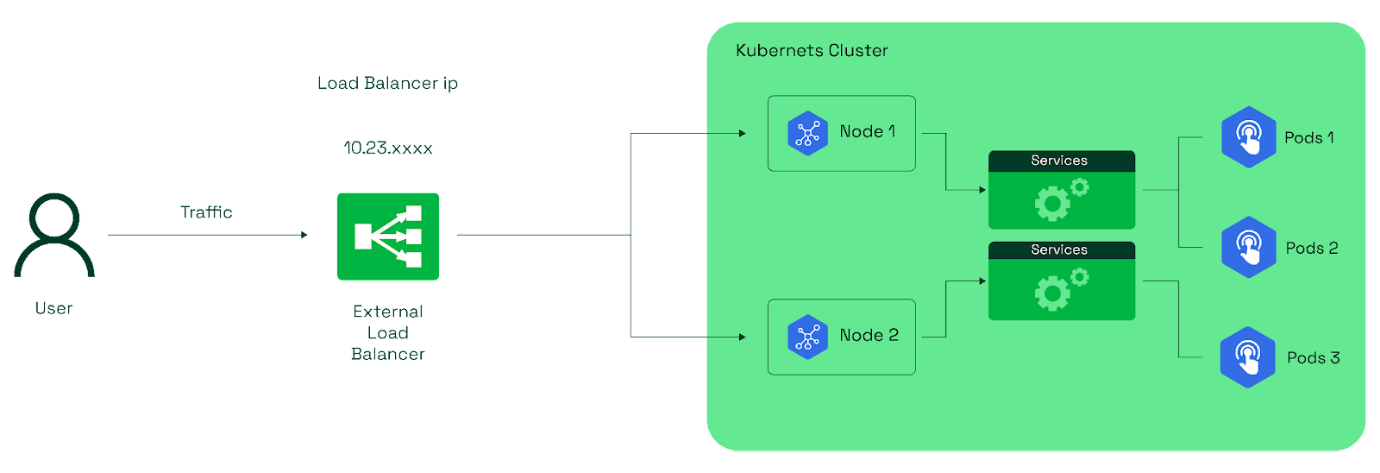 Kubernets Cluster
Load Balancer ip
10.23.xxxx
Traffic
User
External
Load
Balancer
Node 1
Node 2
Services
Services
Pods 1
Pods 2
Pods 3